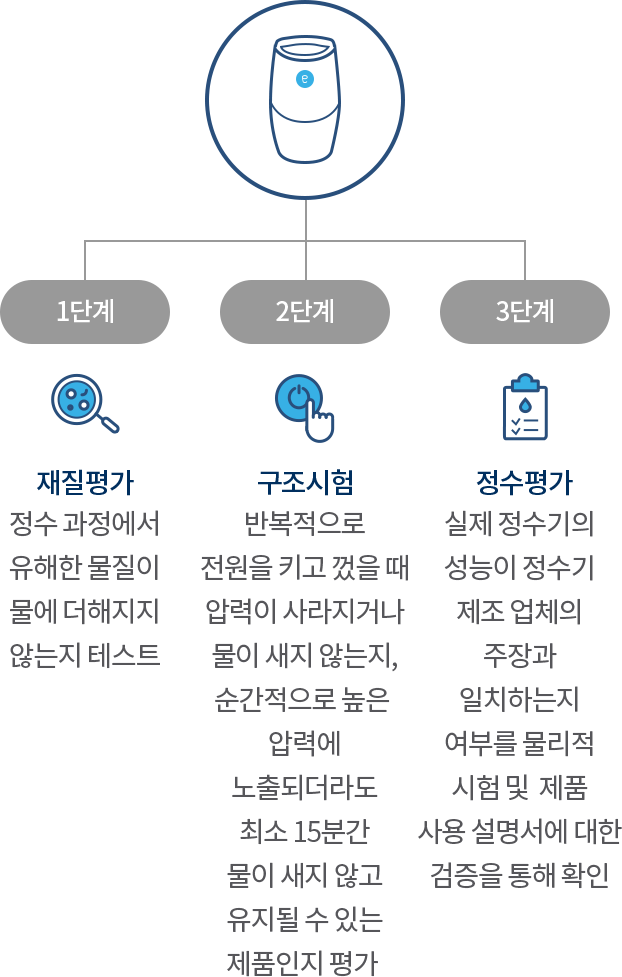 e
1단계
2단계
3단계
재질평가
정수 과정에서
유해한 물질이
물에 더해지지
않는지 테스트
구조시험
반복적으로
전원을 키고 껐을 때
압력이 사라지거나
물이 새지 않는지,
순간적으로 높은
압력에
노출되더라도
최소 15분간
물이 새지 않고
유지될 수 있는
제품인지 평가
정수평가
실제 정수기의
성능이 정수기
제조 업체의
주장과
일치하는지
여부를 물리적
시험 및 제품
사용 설명서에 대한
검증을 통해 확인